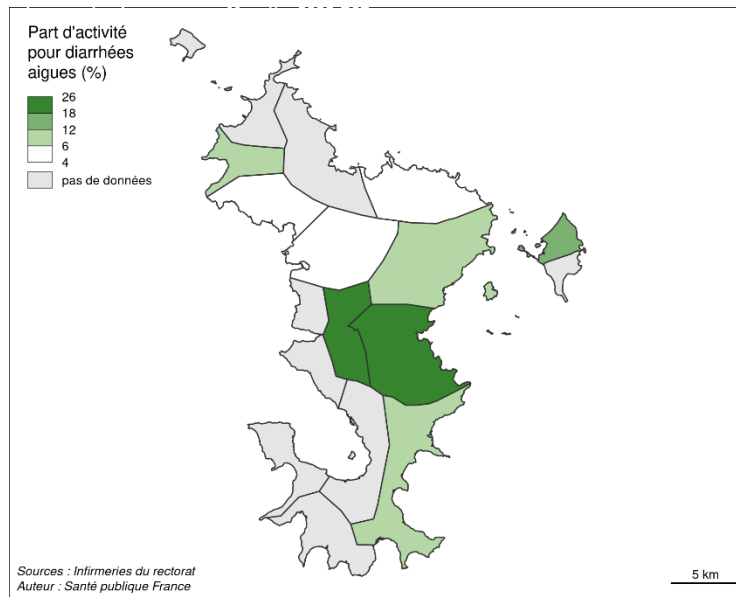 Part d'activité
pour diarrhées
aigues (%)
26
18
12
6
4
pas de données
Sources : Infirmeries du rectorat
Auteur : Santé publique France
5 km